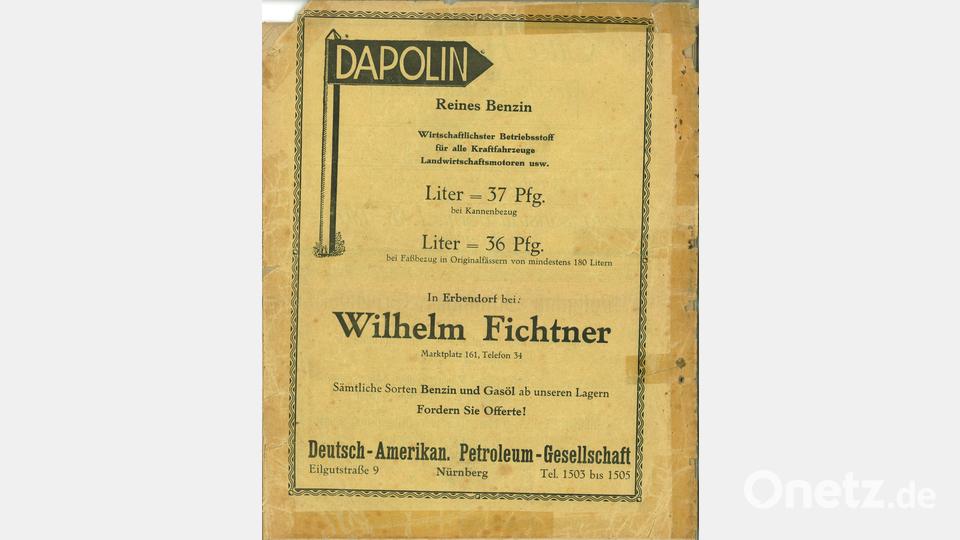 DAPOLIN
Reines Benzin
Wirtschaftlichster Betriebsstoff
für alle Kraftfahrzeuge
Landwirtschaftsmotoren usw.
Liter = 37 Pfg.
bei Kannenbezug
Liter = 36 Pfg.
bei Faßbezug in Originalfässern von mindestens 180 Litern
In Erbendorf bei:
Wilhelm Fichtner
Marktplatz 161, Telefon 34
Sämtliche Sorten Benzin und Gasöl ab unseren Lagern
Fordern Sie Offerte!
Deutsch-Amerikan. Petroleum-Gesellschaft
Eilgutstraße 9 Nürnberg Tel. 1503 bis 1505
Onetz.de